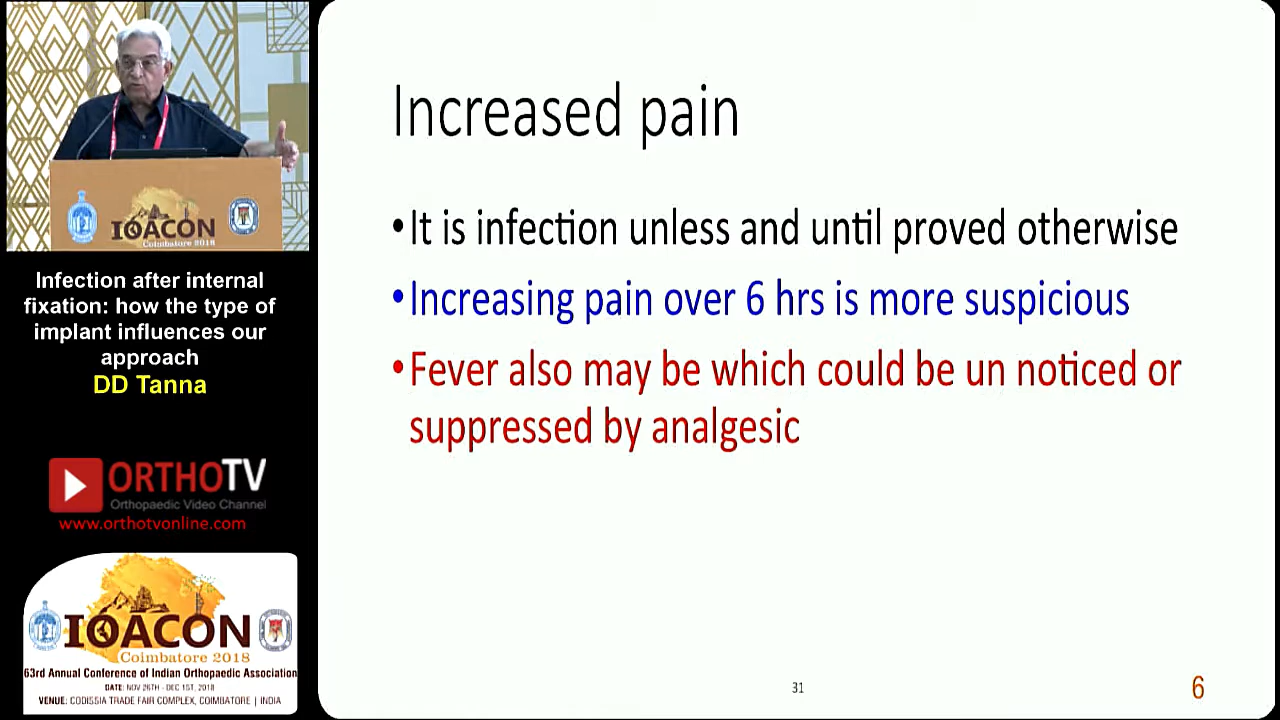 IOACON
Coimbatore 2018
Infection after internal
fixation: how the type of
implant influences our
approach
DD Tanna
ORTHOTV
Orthopaedic Video Channel
www.orthotvonline.com
IOACON
Coimbatore 2018
63rd Annual Conference of Indian Orthopaedic Association
DATE: NOV 26TH - DEC 1ST, 2018
VENUE: CODISSIA TRADE FAIR COMPLEX, COIMBATORE | INDIA
Increased pain
•It is infection unless and until proved otherwise
•Increasing pain over 6 hrs is more suspicious
•Fever also may be which could be un noticed or
suppressed by analgesic
31
6